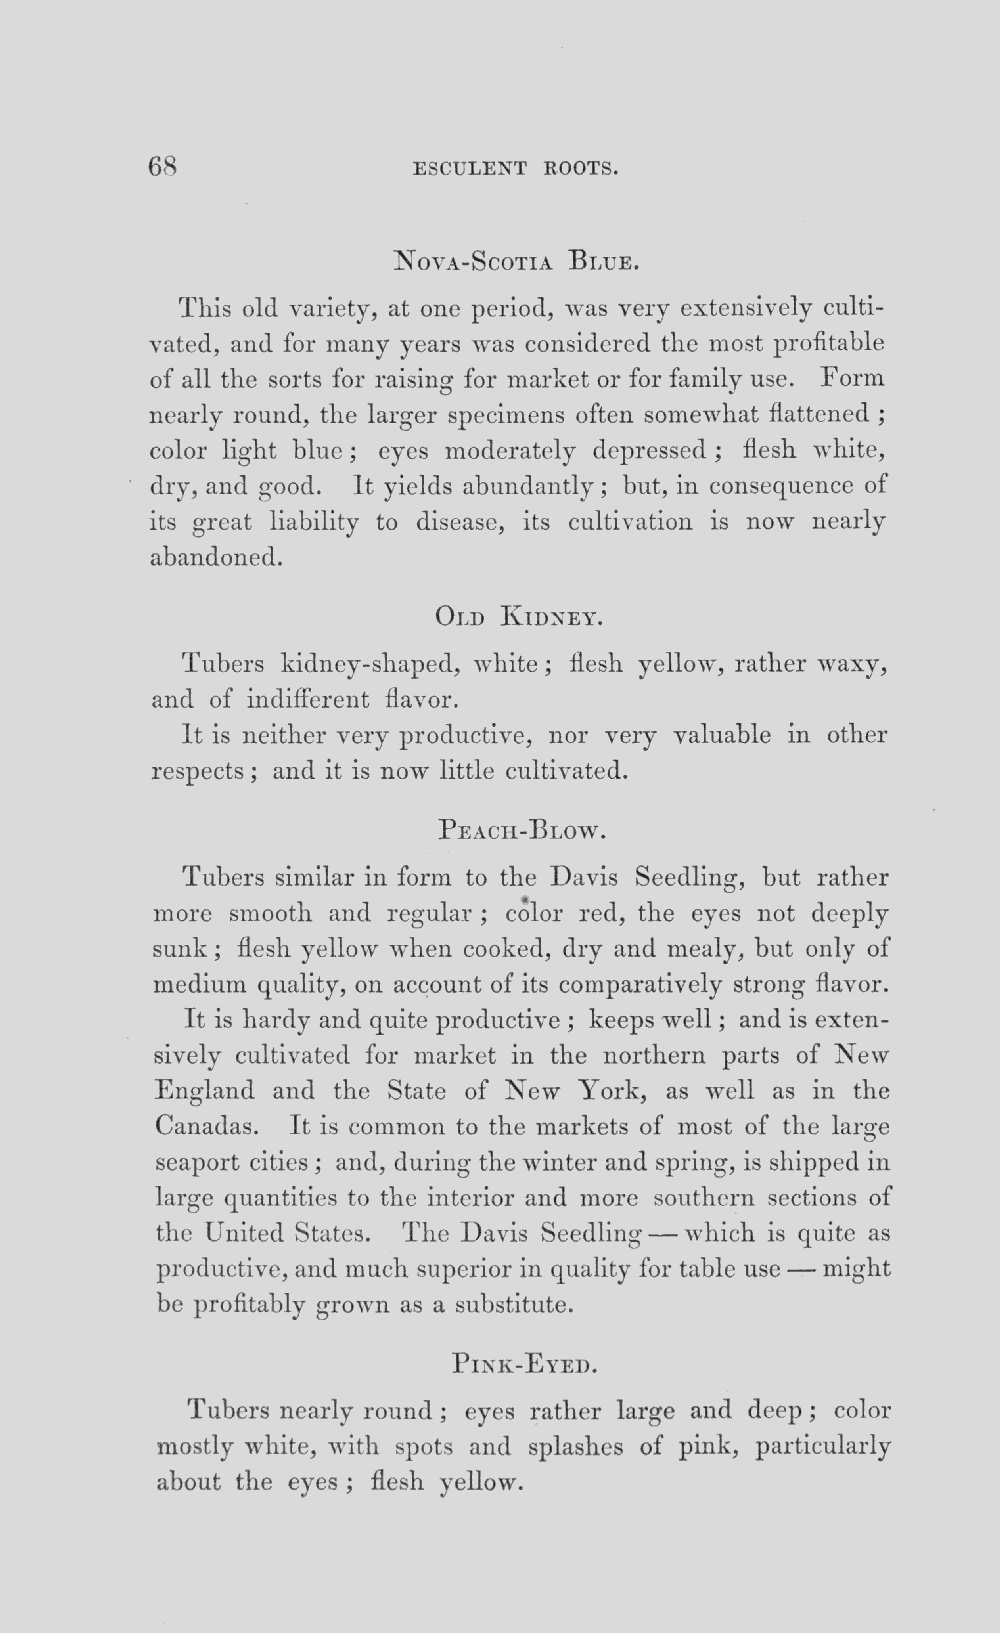 68 ESCULENT ROOTS.
Nova-Scotia Blue.
This old variety, at one period, was very extensively culti-
vated, and for many years was considered the most profitable
of all the sorts for raising for market or for family use. Form
nearly round, the larger specimens often somewhat flattened ;
color light blue ; eyes moderately depressed ; flesh white,
dry, and good. It yields abundantly ; but, in consequence of
its great liability to disease, its cultivation is now nearly
abandoned.
Old Kidney.
Tubers kidney-shaped, white ; flesh yellow, rather waxy,
and of indifferent flavor.
It is neither very productive, nor very valuable in other
respects ; and it is now little cultivated.
Peach-Blow.
Tubers similar in form to the Davis Seedling, but rather
more smooth and regular ; color red, the eyes not deeply
sunk ; flesh yellow when cooked, dry and mealy, but only of
medium quality, on account of its comparatively strong flavor.
It is hardy and quite productive ; keeps well ; and is exten-
sively cultivated for market in the northern parts of New
England and the State of New York, as well as in the
Canadas. It is common to the markets of most of the large
seaport cities ; and, during the winter and spring, is shipped in
large quantities to the interior and more southern sections of
the United States. The Davis Seedling — which is quite as
productive, and much superior in quality for table use — might
be profitably grown as a substitute.
Pink-Eyed.
Tubers nearly round ; eyes rather large and deep ; color
mostly white, with spots and splashes of pink, particularly
about the eyes ; flesh yellow.